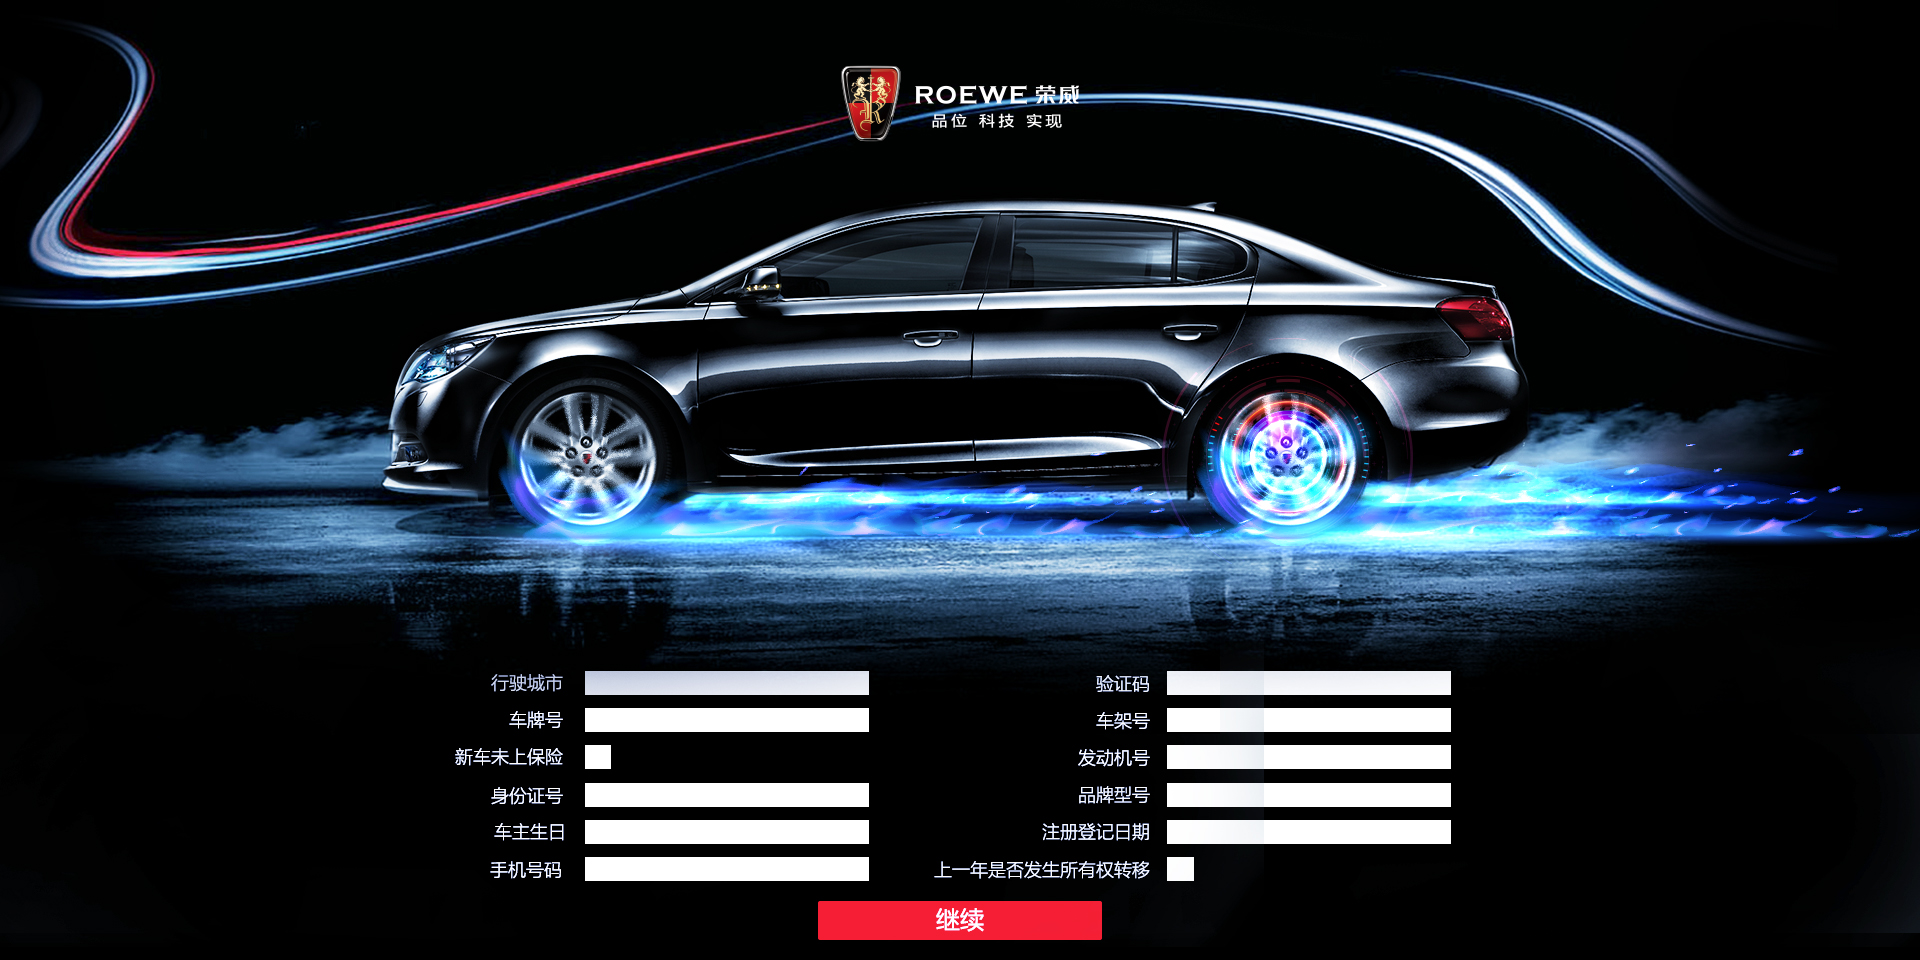 ROEWE 荣威
品位 科技 实现
行驶城市
验证码
车牌号
车架号
新车未上保险
发动机号
身份证号
品牌型号
车主生日
注册登记日期
手机号码
上一年是否发生所有权转移
继续